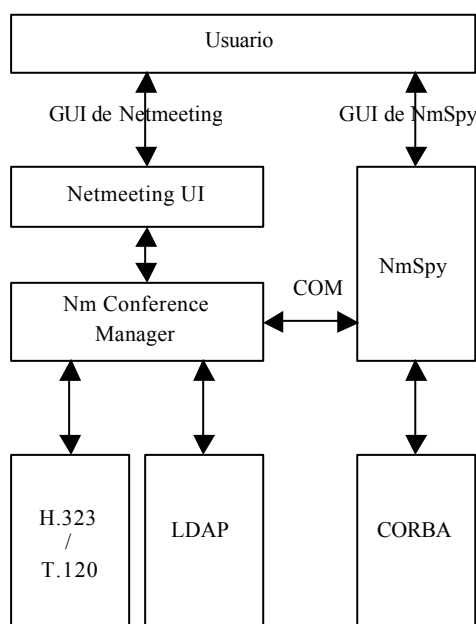 Usuario
GUI de Netmeeting
GUI de NmSpy
Netmeeting UI
NmSpy
COM
Nm Conference
Manager
H.323
/
T.120
LDAP
CORBA